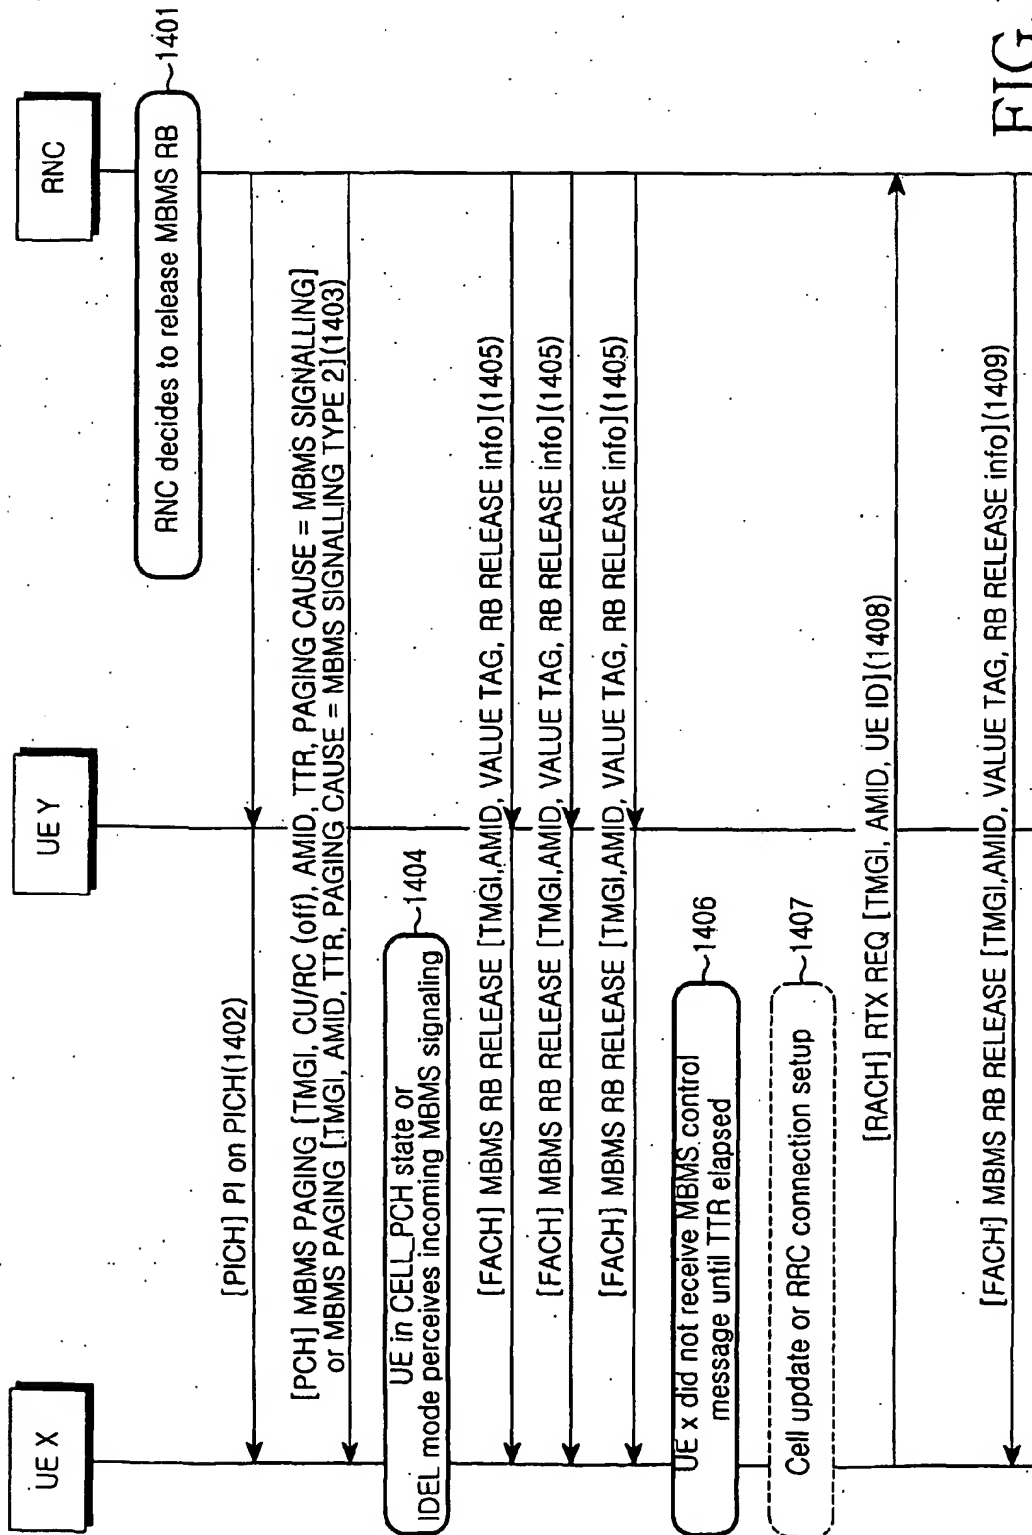 UE X
UE Y
RNC
RNC decides to release MBMS RB
1401
[PICH] PI on PICH(1402)
[PCH] MBMS PAGING [TMGI, CU/RC (off), AMID, TTR, PAGING CAUSE = MBMS SIGNALLING]
or MBMS PAGING [TMGI, AMID, TTR, PAGING CAUSE = MBMS SIGNALLING TYPE 2](1403)
UE in CELL_PCH state or
IDEL mode perceives incoming MBMS signaling
1404
[FACH] MBMS RB RELEASE [TMGI,AMID, VALUE TAG, RB RELEASE info](1405)
[FACH] MBMS RB RELEASE [TMGI,AMID, VALUE TAG, RB RELEASE info](1405)
[FACH] MBMS RB RELEASE [TMGI,AMID, VALUE TAG, RB RELEASE info](1405)
UE x did not receive MBMS control
message until TTR elapsed
1406
Cell update or RRC connection setup
1407
[RACH] RTX REQ [TMGI, AMID, UE ID](1408)
[FACH] MBMS RB RELEASE [TMGI,AMID, VALUE TAG, RB RELEASE info](1409)
FIG.